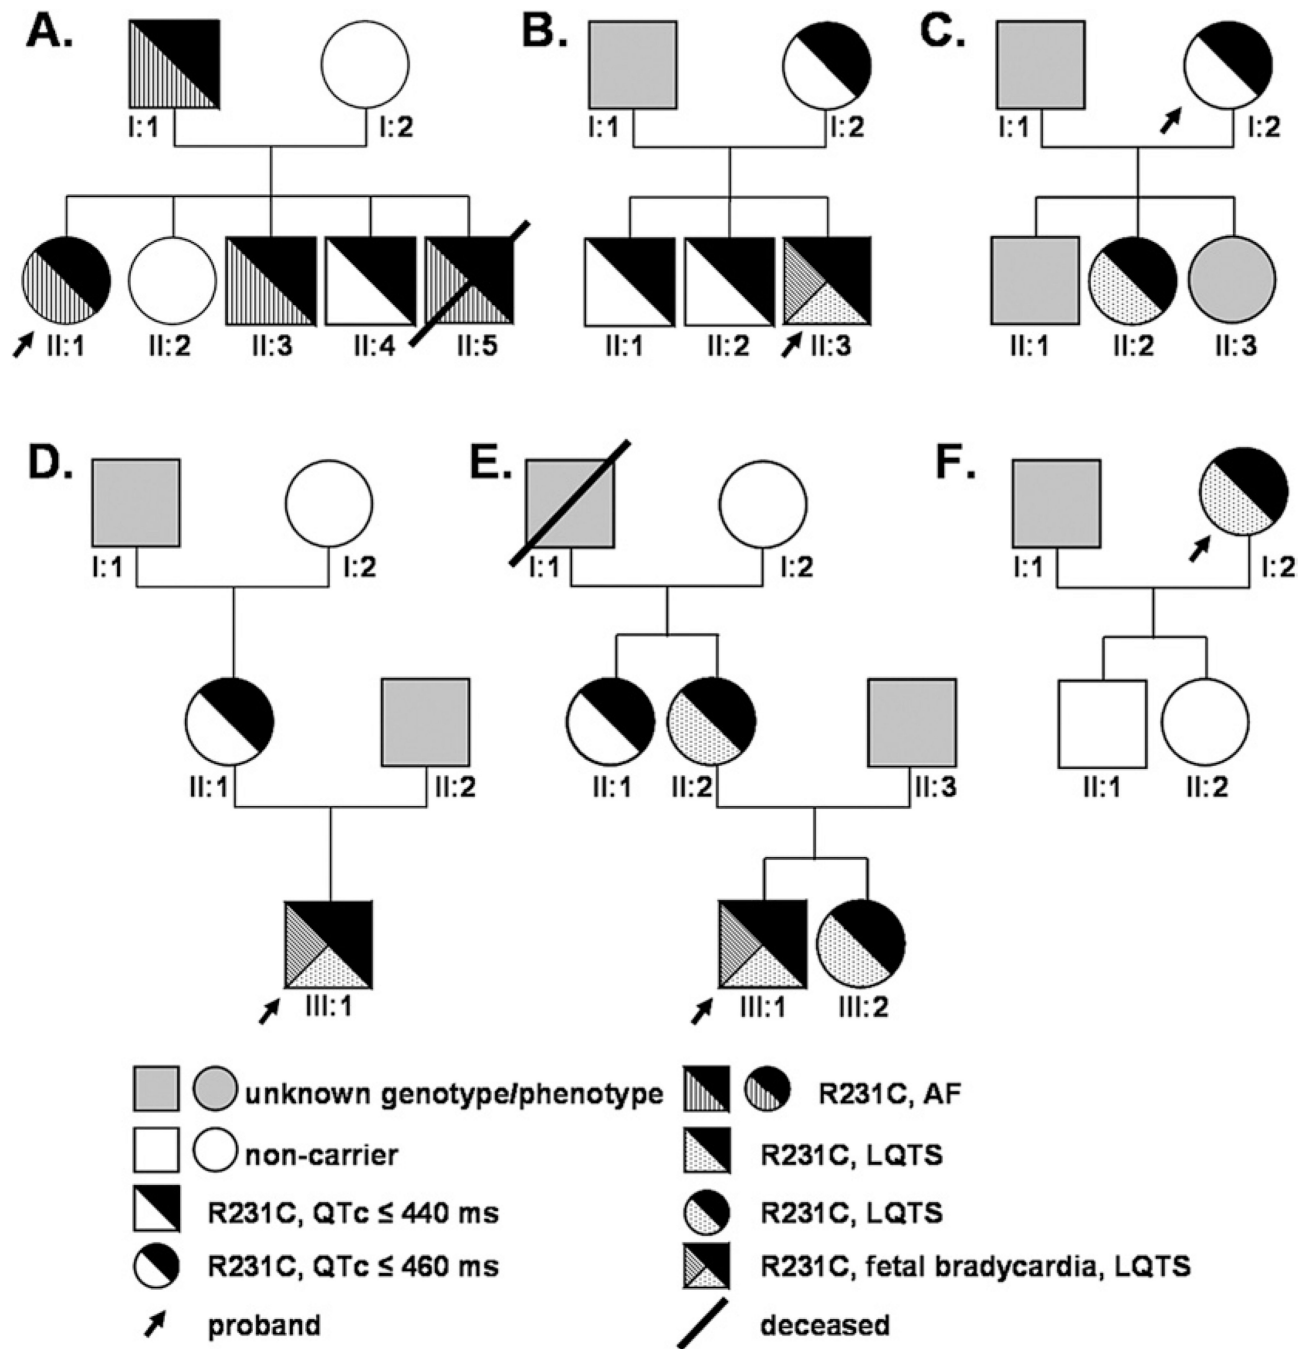 A.
B.
C.
I:1 I:2 I:1 I:2 I:1 I:2
II:1 II:2 II:3 II:4 II:5 II:1 II:2 II:3 II:1 II:2 II:3
D.
E.
F.
I:1 I:2 I:1 I:2 I:1 I:2
II:1 II:2 II:1 II:2 II:3 II:1 II:2
III:1 III:1 III:2
unknown genotype/phenotype
non-carrier
R231C, QTc ≤ 440 ms
R231C, QTc ≤ 460 ms
proband
R231C, AF
R231C, LQTS
R231C, LQTS
R231C, fetal bradycardia, LQTS
deceased